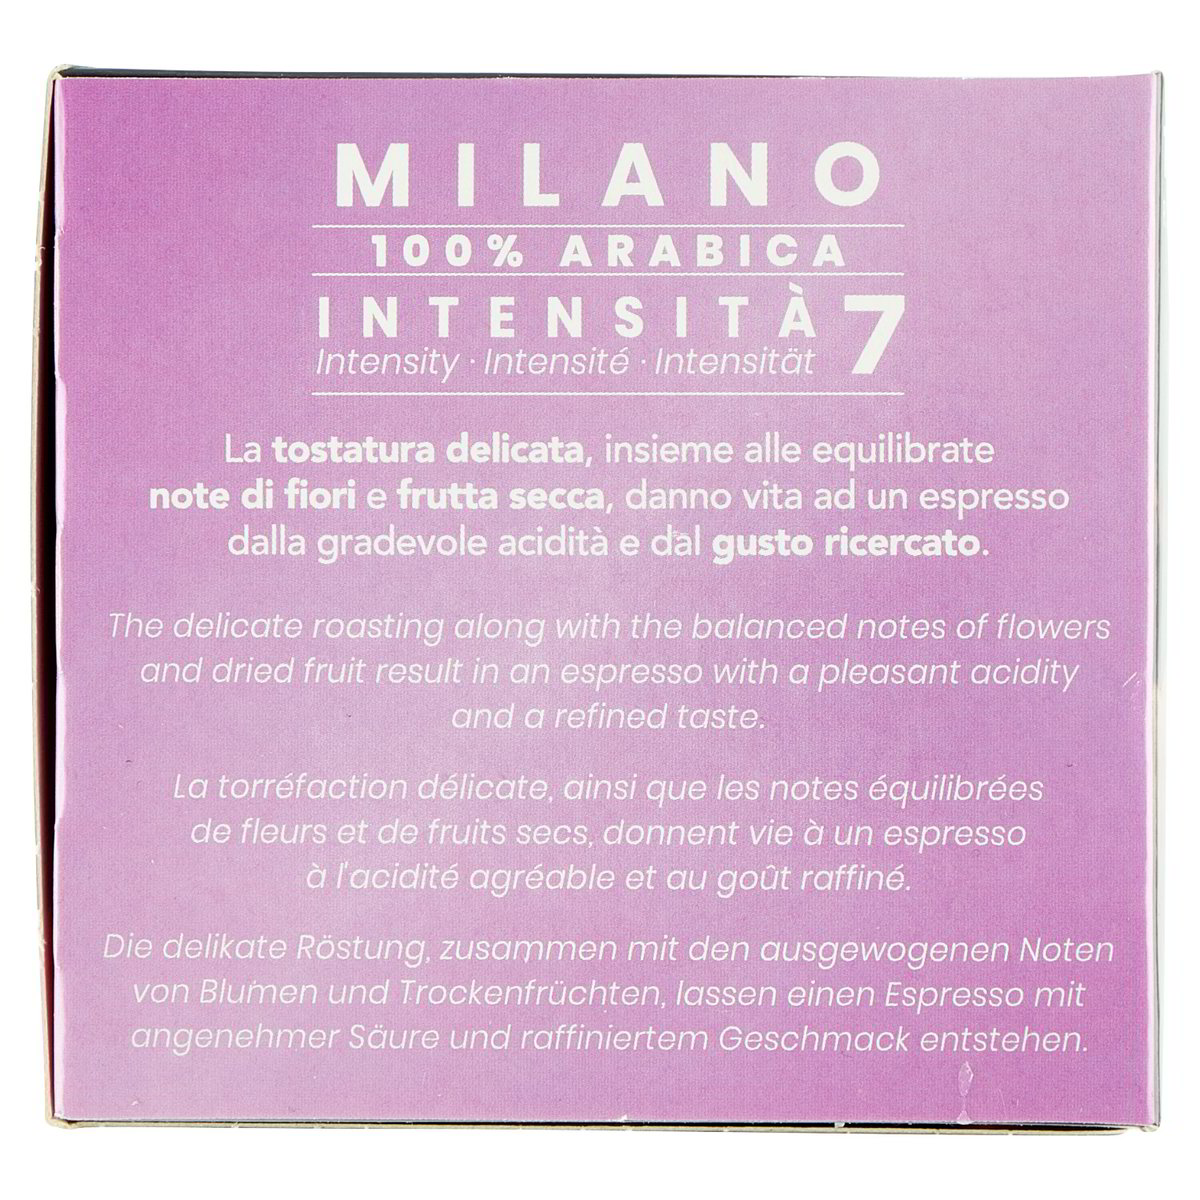 MILANO
100% ARABICA
INTENSITÀ 7
Intensity · Intensité · Intensität
La tostatura delicata, insieme alle equilibrate
note di fiori e frutta secca, danno vita ad un espresso
dalla gradevole acidità e dal gusto ricercato.
The delicate roasting along with the balanced notes of flowers
and dried fruit result in an espresso with a pleasant acidity
and a refined taste.
La torréfaction délicate, ainsi que les notes équilibrées
de fleurs et de fruits secs, donnent vie à un espresso
à l'acidité agréable et au goût raffiné.
Die delikate Röstung, zusammen mit den ausgewogenen Noten
von Blumen und Trockenfrüchten, lassen einen Espresso mit
angenehmer Säure und raffiniertem Geschmack entstehen.